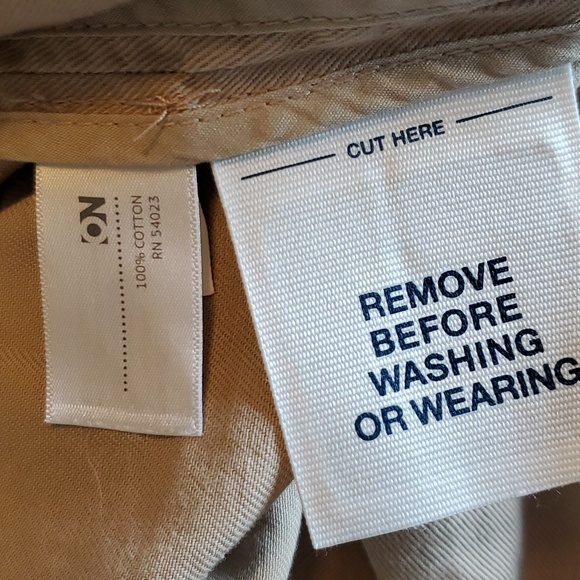 ON
100% COTTON
RN 54023
CUT HERE
REMOVE
BEFORE
WASHING
OR WEARING